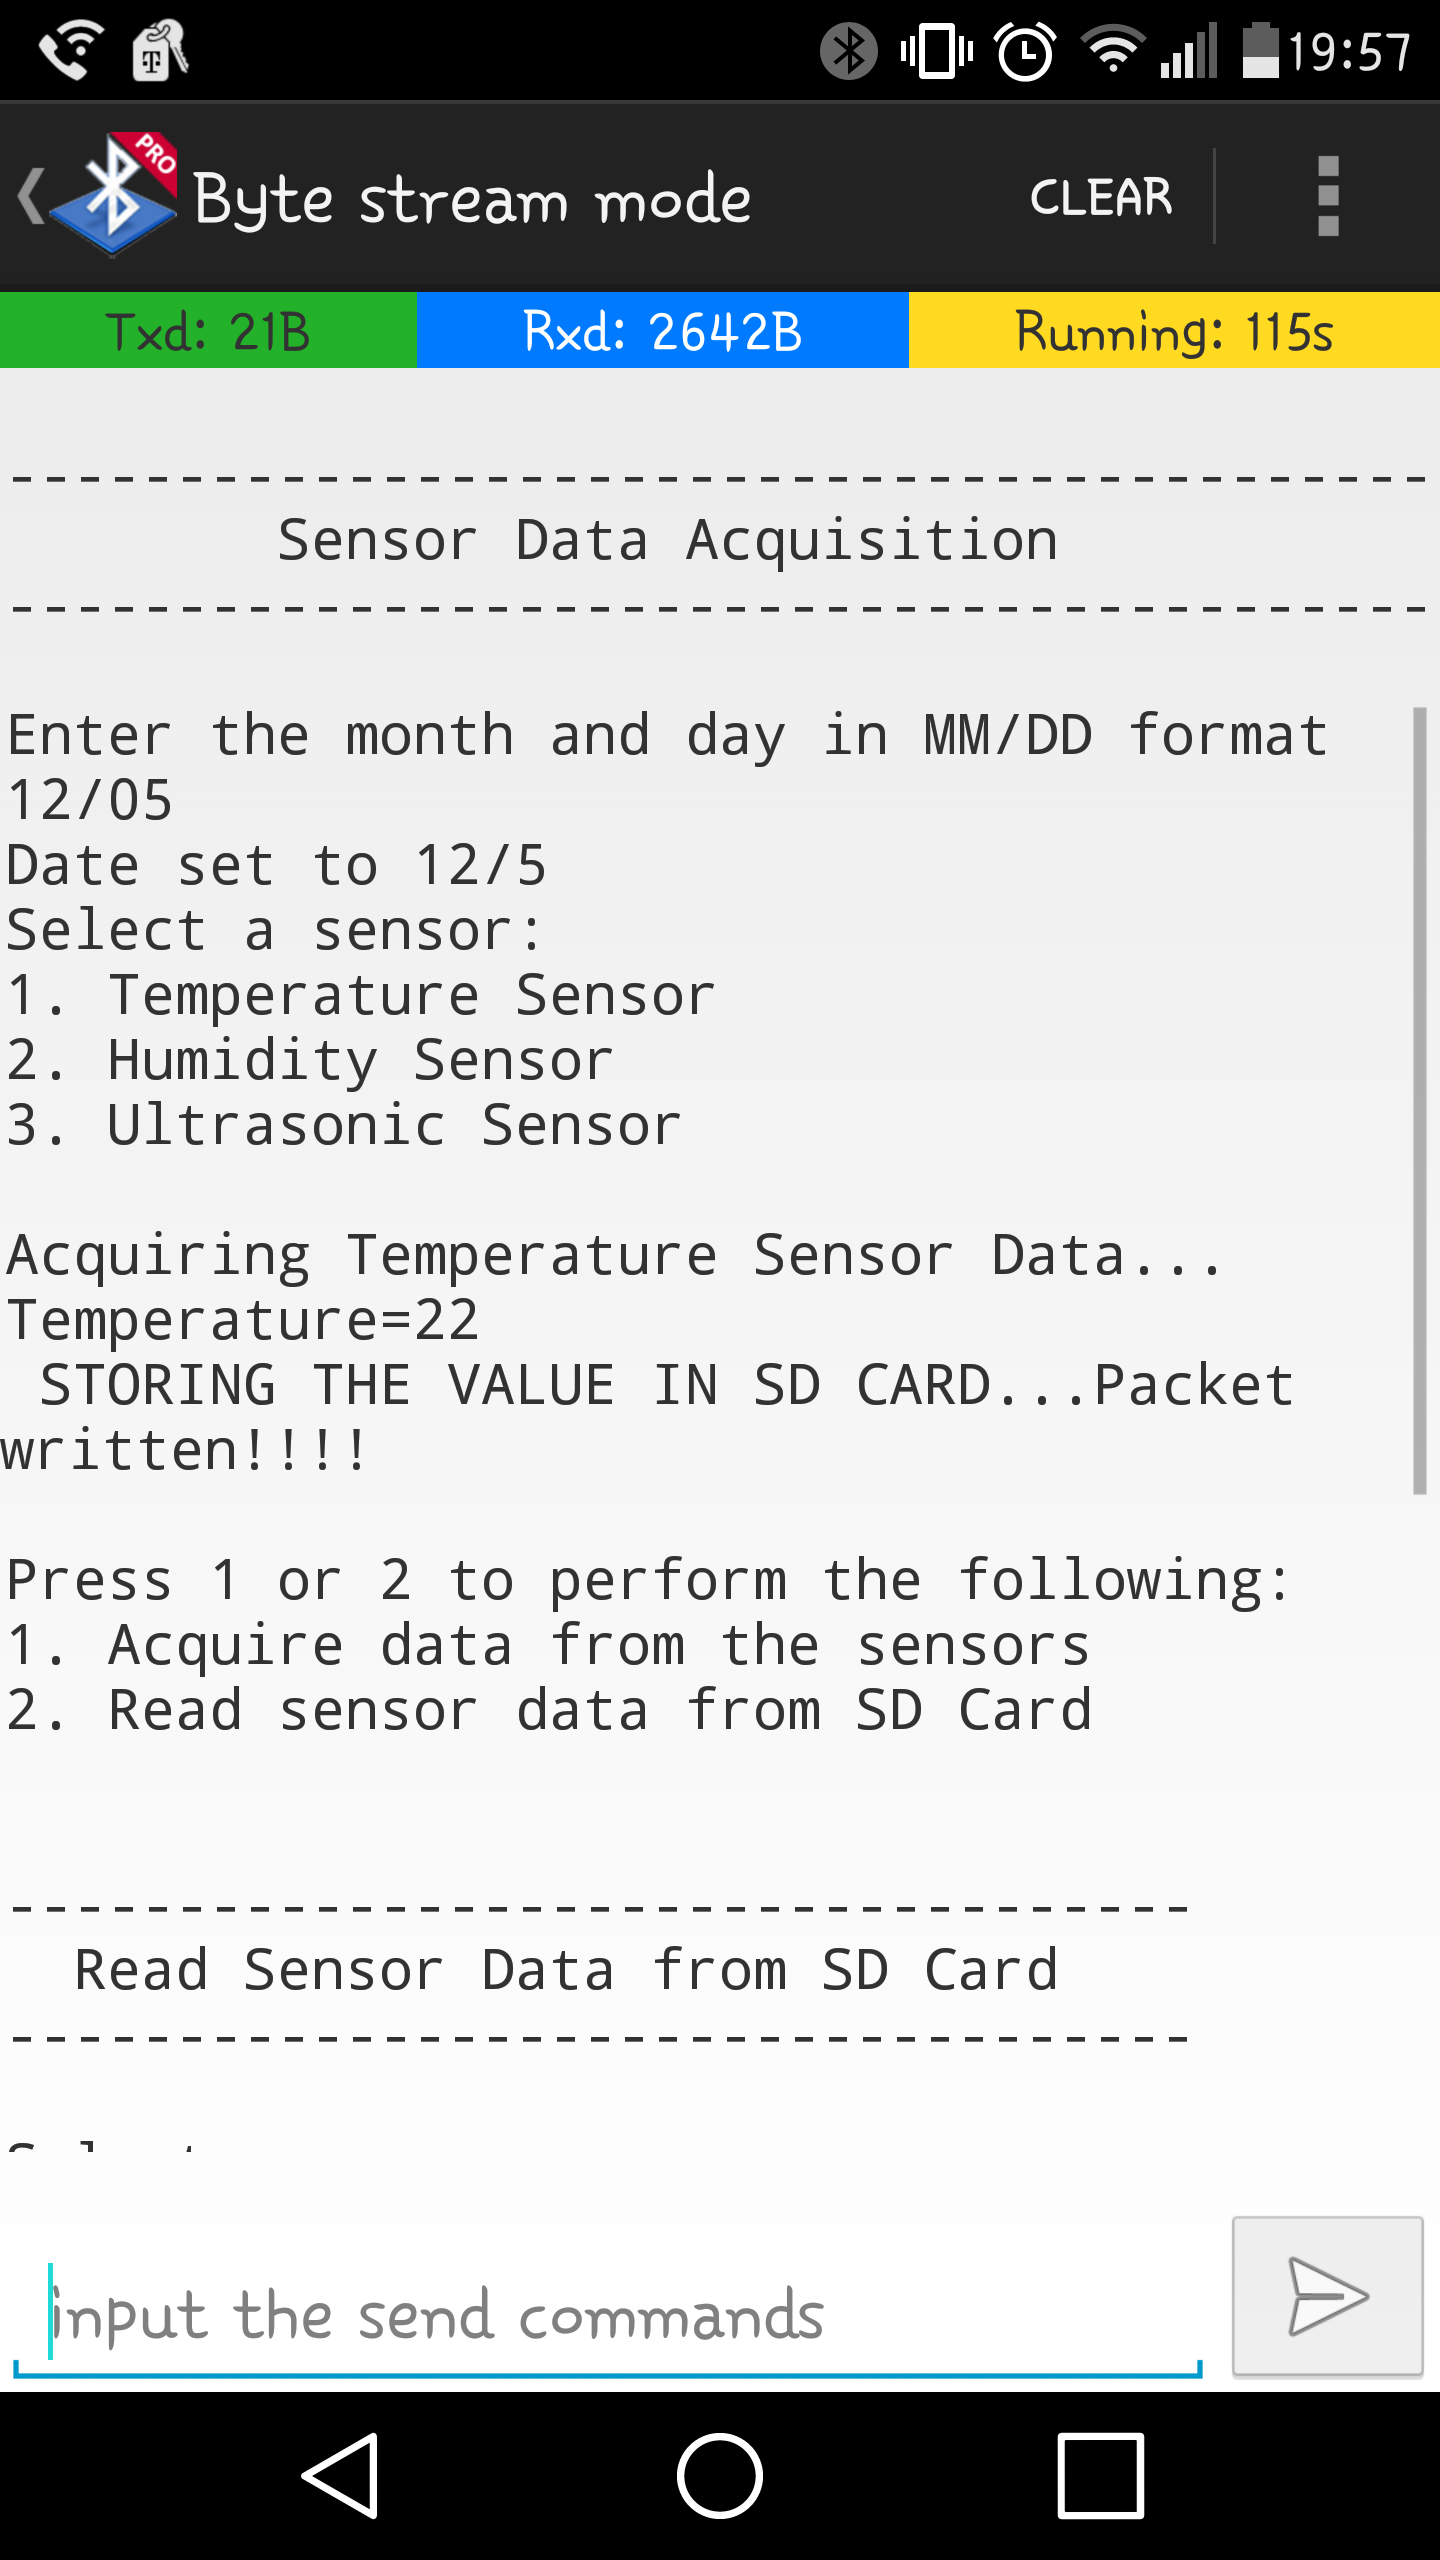 19:57
PRO
Byte stream mode CLEAR
Txd: 21B Rxd: 2642B Running: 115s
------------------------------------------
Sensor Data Acquisition
------------------------------------------
Enter the month and day in MM/DD format
12/05
Date set to 12/5
Select a sensor:
1. Temperature Sensor
2. Humidity Sensor
3. Ultrasonic Sensor
Acquiring Temperature Sensor Data...
Temperature=22
STORING THE VALUE IN SD CARD...Packet
written!!!!
Press 1 or 2 to perform the following:
1. Acquire data from the sensors
2. Read sensor data from SD Card
-----------------------------------
Read Sensor Data from SD Card
-----------------------------------
input the send commands